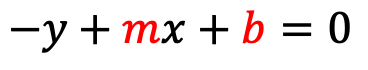 −y + mx + b = 0